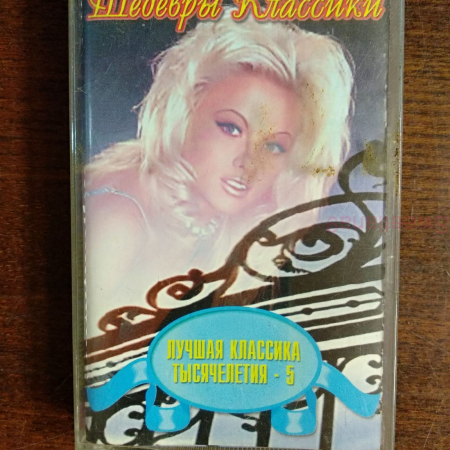 Шедевры Классики
ЛУЧШАЯ КЛАССИКА
ТЫСЯЧЕЛЕТИЯ - 5